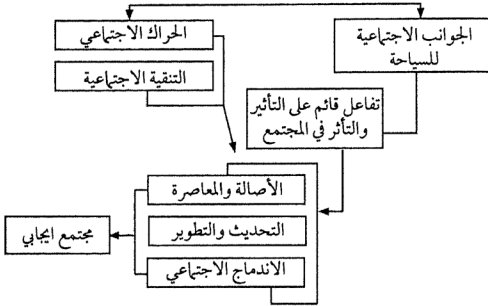 الجوانب الاجتماعية
للسياحة
الحراك الاجتماعي
التنقية الاجتماعية
تفاعل قائم على التأثير
والتأثر في المجتمع
الأصالة والمعاصرة
التحديث والتطوير
الاندماج الاجتماعي
مجتمع ايجابي